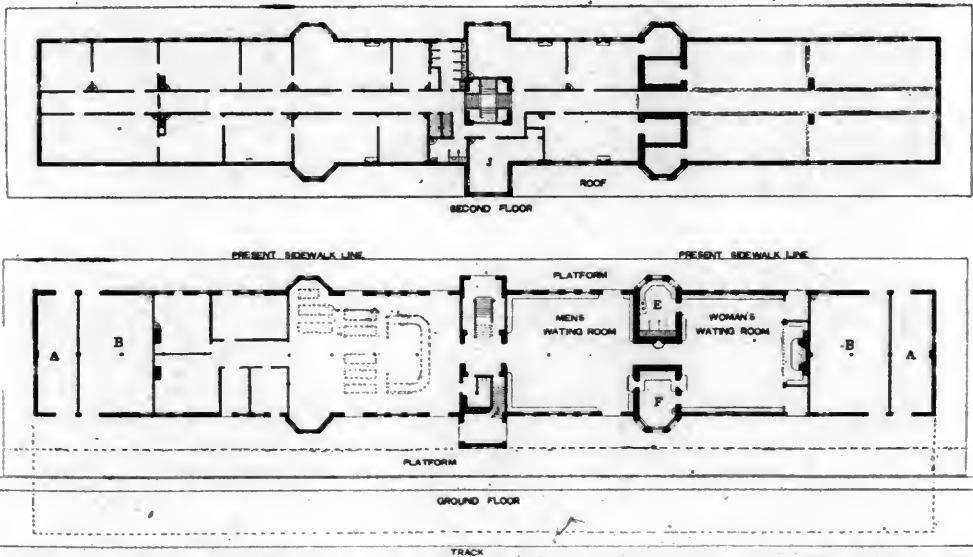 J
ROOF
SECOND FLOOR
PRESENT SIDEWALK LINE
PRESENT SIDEWALK LINE
PLATFORM
E
MENS
WATING ROOM
WOMAN'S
WATING ROOM
A
B
B
A
F
PLATFORM
GROUND FLOOR
TRACK